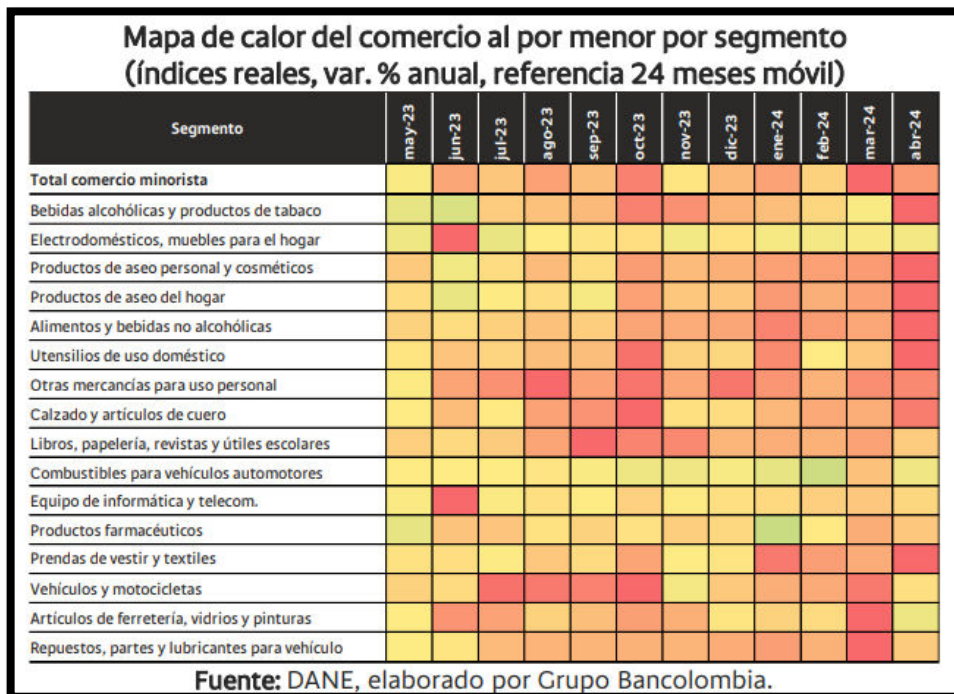 Mapa de calor del comercio al por menor por segmento
(índices reales, var. % anual, referencia 24 meses móvil)
Segmento may-23 jun-23 jul-23 ago-23 sep-23 oct-23 nov-23 dic-23 ene-24 feb-24 mar-24 abr-24
Total comercio minorista
Bebidas alcohólicas y productos de tabaco
Electrodomésticos, muebles para el hogar
Productos de aseo personal y cosméticos
Productos de aseo del hogar
Alimentos y bebidas no alcohólicas
Utensilios de uso doméstico
Otras mercancías para uso personal
Calzado y artículos de cuero
Libros, papelería, revistas y útiles escolares
Combustibles para vehículos automotores
Equipo de informática y telecom.
Productos farmacéuticos
Prendas de vestir y textiles
Vehículos y motocicletas
Artículos de ferretería, vidrios y pinturas
Repuestos, partes y lubricantes para vehículo
Fuente: DANE, elaborado por Grupo Bancolombia.